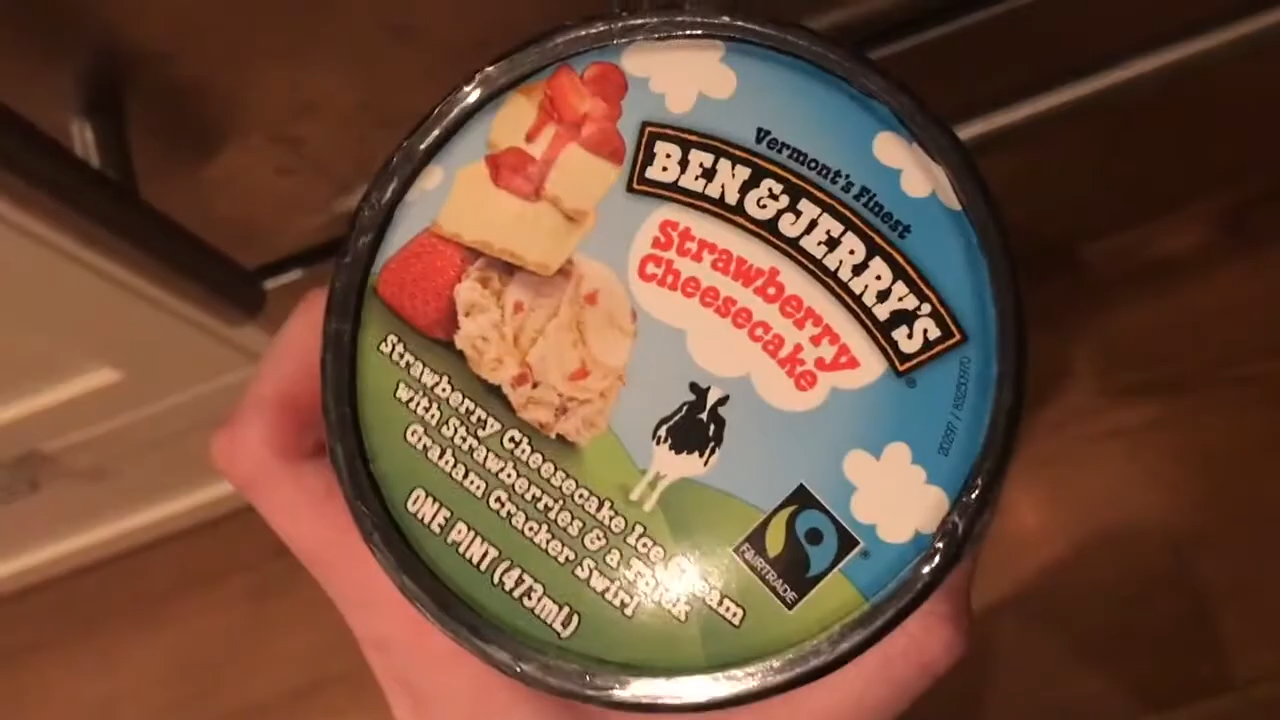 Vermont's Finest
BEN & JERRY'S
®
Strawberry
Cheesecake
Strawberry Cheesecake Ice Cream
with Strawberries & a Thick
Graham Cracker Swirl
ONE PINT (473mL)
FAIRTRADE
®